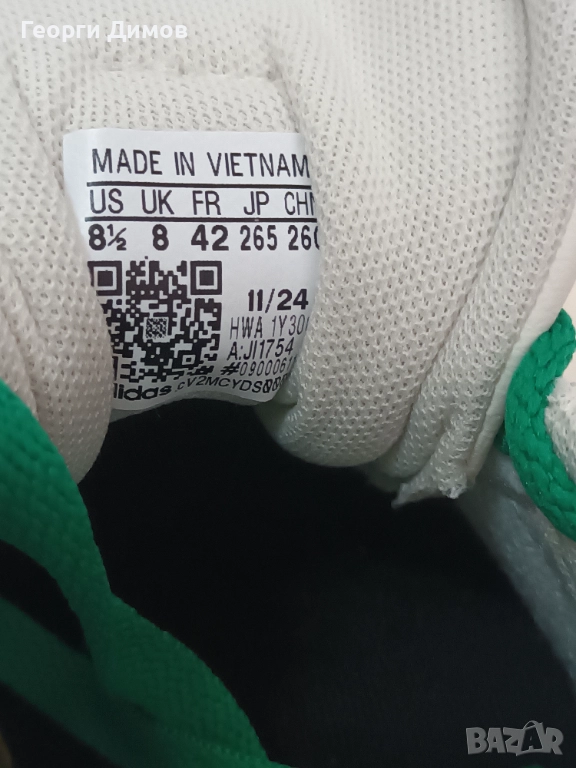 Георги Димов
MADE IN VIETNAM
US UK FR JP CHN
8½ 8 42 265 260
11/24
HWA 1Y30
A:JI1754
#090006
adidas
BAZAR